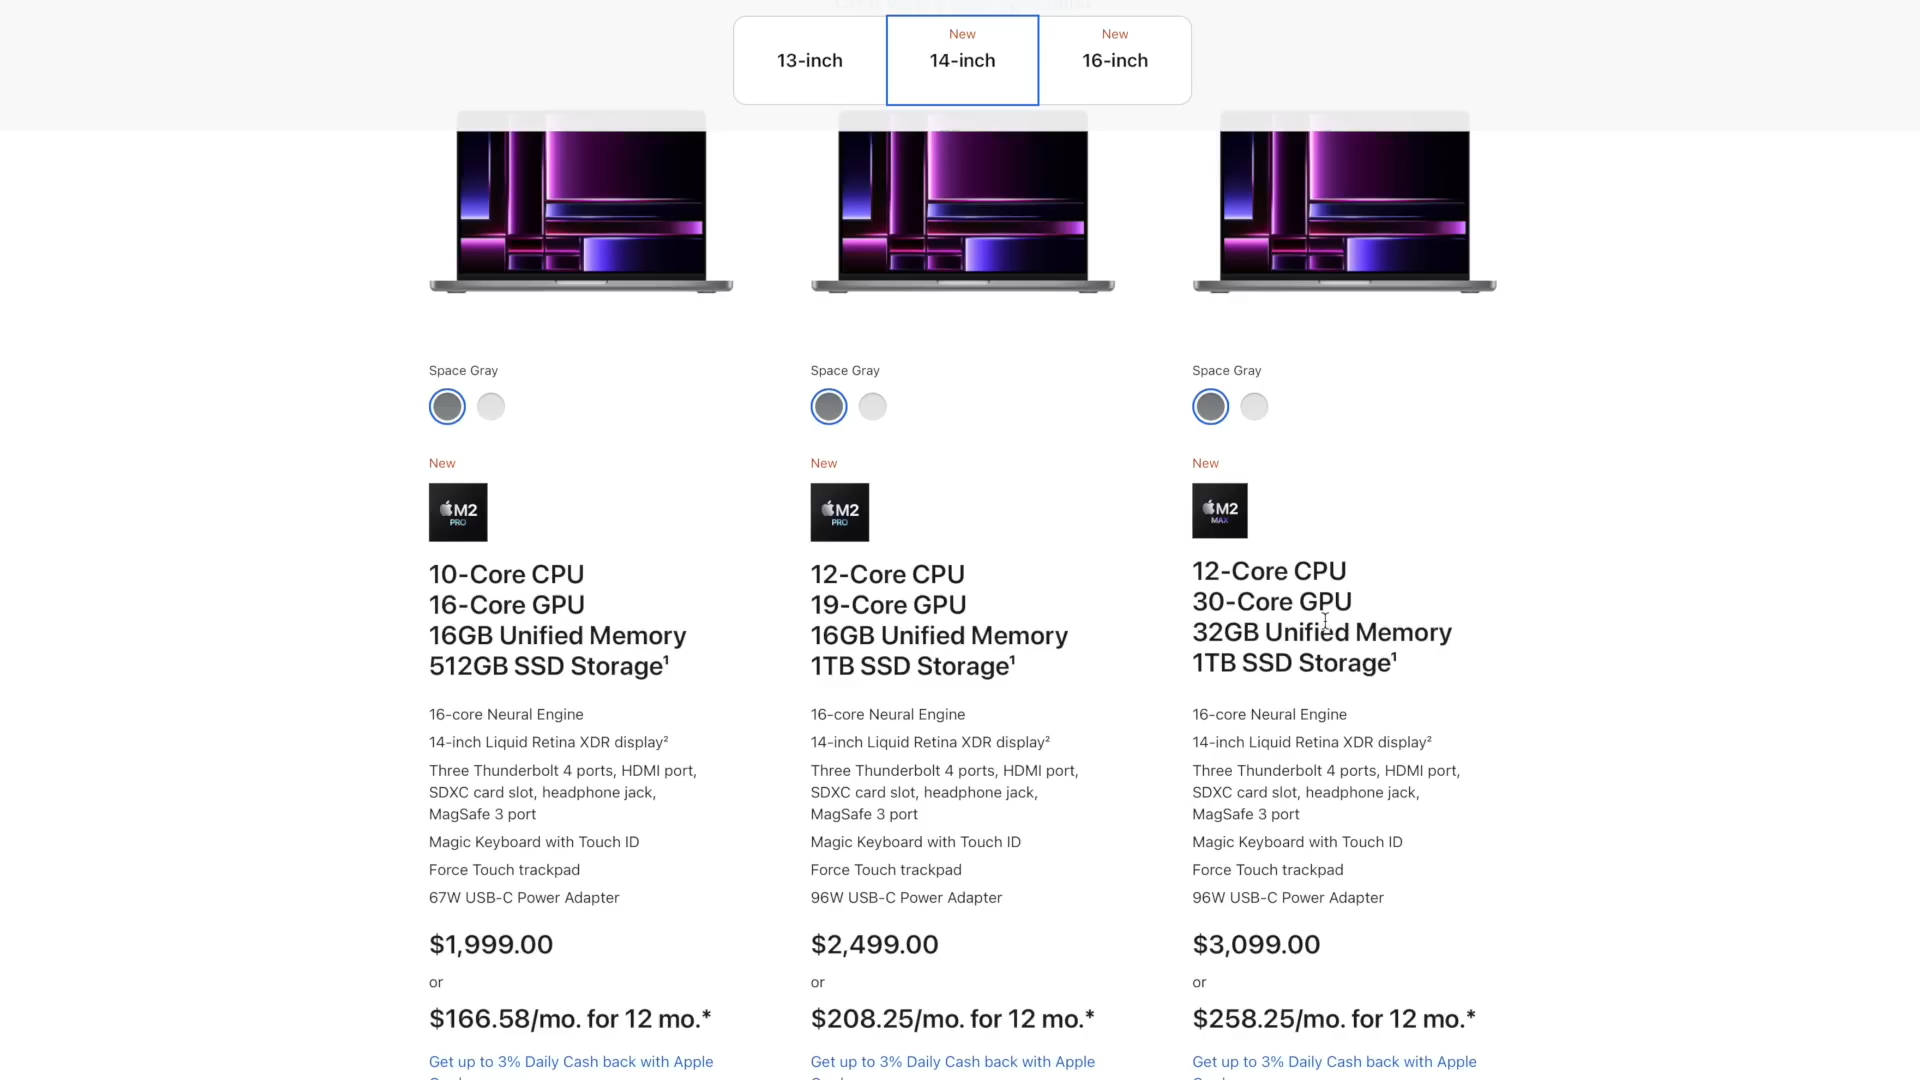 13-inch
New
14-inch
New
16-inch
Space Gray
New
M2
PRO
10-Core CPU
16-Core GPU
16GB Unified Memory
512GB SSD Storage¹
16-core Neural Engine
14-inch Liquid Retina XDR display²
Three Thunderbolt 4 ports, HDMI port,
SDXC card slot, headphone jack,
MagSafe 3 port
Magic Keyboard with Touch ID
Force Touch trackpad
67W USB-C Power Adapter
$1,999.00
or
$166.58/mo. for 12 mo.*
Get up to 3% Daily Cash back with Apple
Space Gray
New
M2
PRO
12-Core CPU
19-Core GPU
16GB Unified Memory
1TB SSD Storage¹
16-core Neural Engine
14-inch Liquid Retina XDR display²
Three Thunderbolt 4 ports, HDMI port,
SDXC card slot, headphone jack,
MagSafe 3 port
Magic Keyboard with Touch ID
Force Touch trackpad
96W USB-C Power Adapter
$2,499.00
or
$208.25/mo. for 12 mo.*
Get up to 3% Daily Cash back with Apple
Space Gray
New
M2
MAX
12-Core CPU
30-Core GPU
32GB Unified Memory
1TB SSD Storage¹
16-core Neural Engine
14-inch Liquid Retina XDR display²
Three Thunderbolt 4 ports, HDMI port,
SDXC card slot, headphone jack,
MagSafe 3 port
Magic Keyboard with Touch ID
Force Touch trackpad
96W USB-C Power Adapter
$3,099.00
or
$258.25/mo. for 12 mo.*
Get up to 3% Daily Cash back with Apple